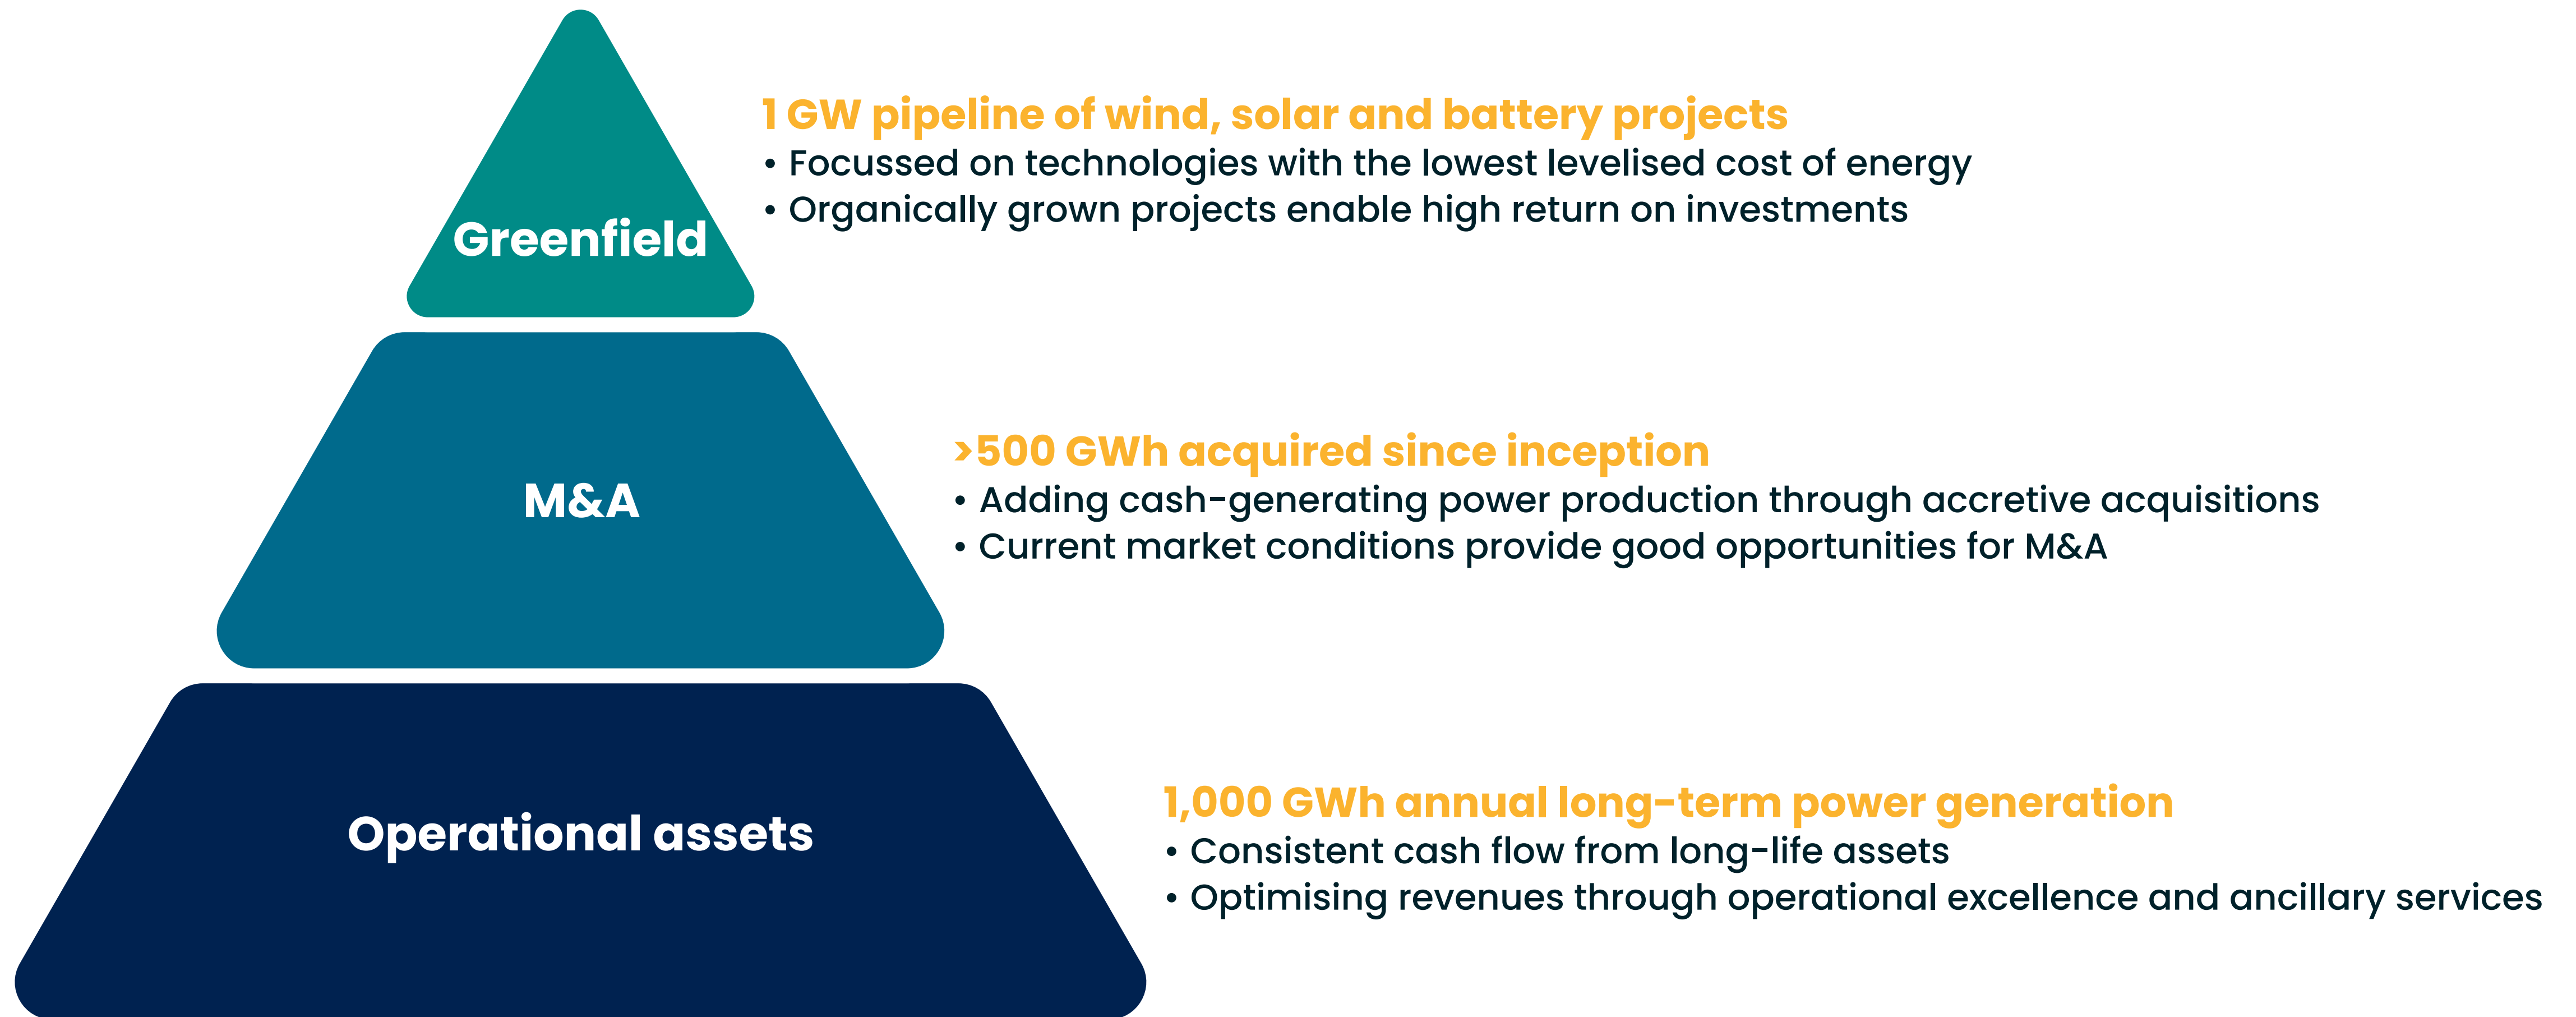 1 GW pipeline of wind, solar and battery projects
• Focussed on technologies with the lowest levelised cost of energy
• Organically grown projects enable high return on investments
Greenfield
>500 GWh acquired since inception
• Adding cash-generating power production through accretive acquisitions
• Current market conditions provide good opportunities for M&A
M&A
1,000 GWh annual long-term power generation
• Consistent cash flow from long-life assets
• Optimising revenues through operational excellence and ancillary services
Operational assets